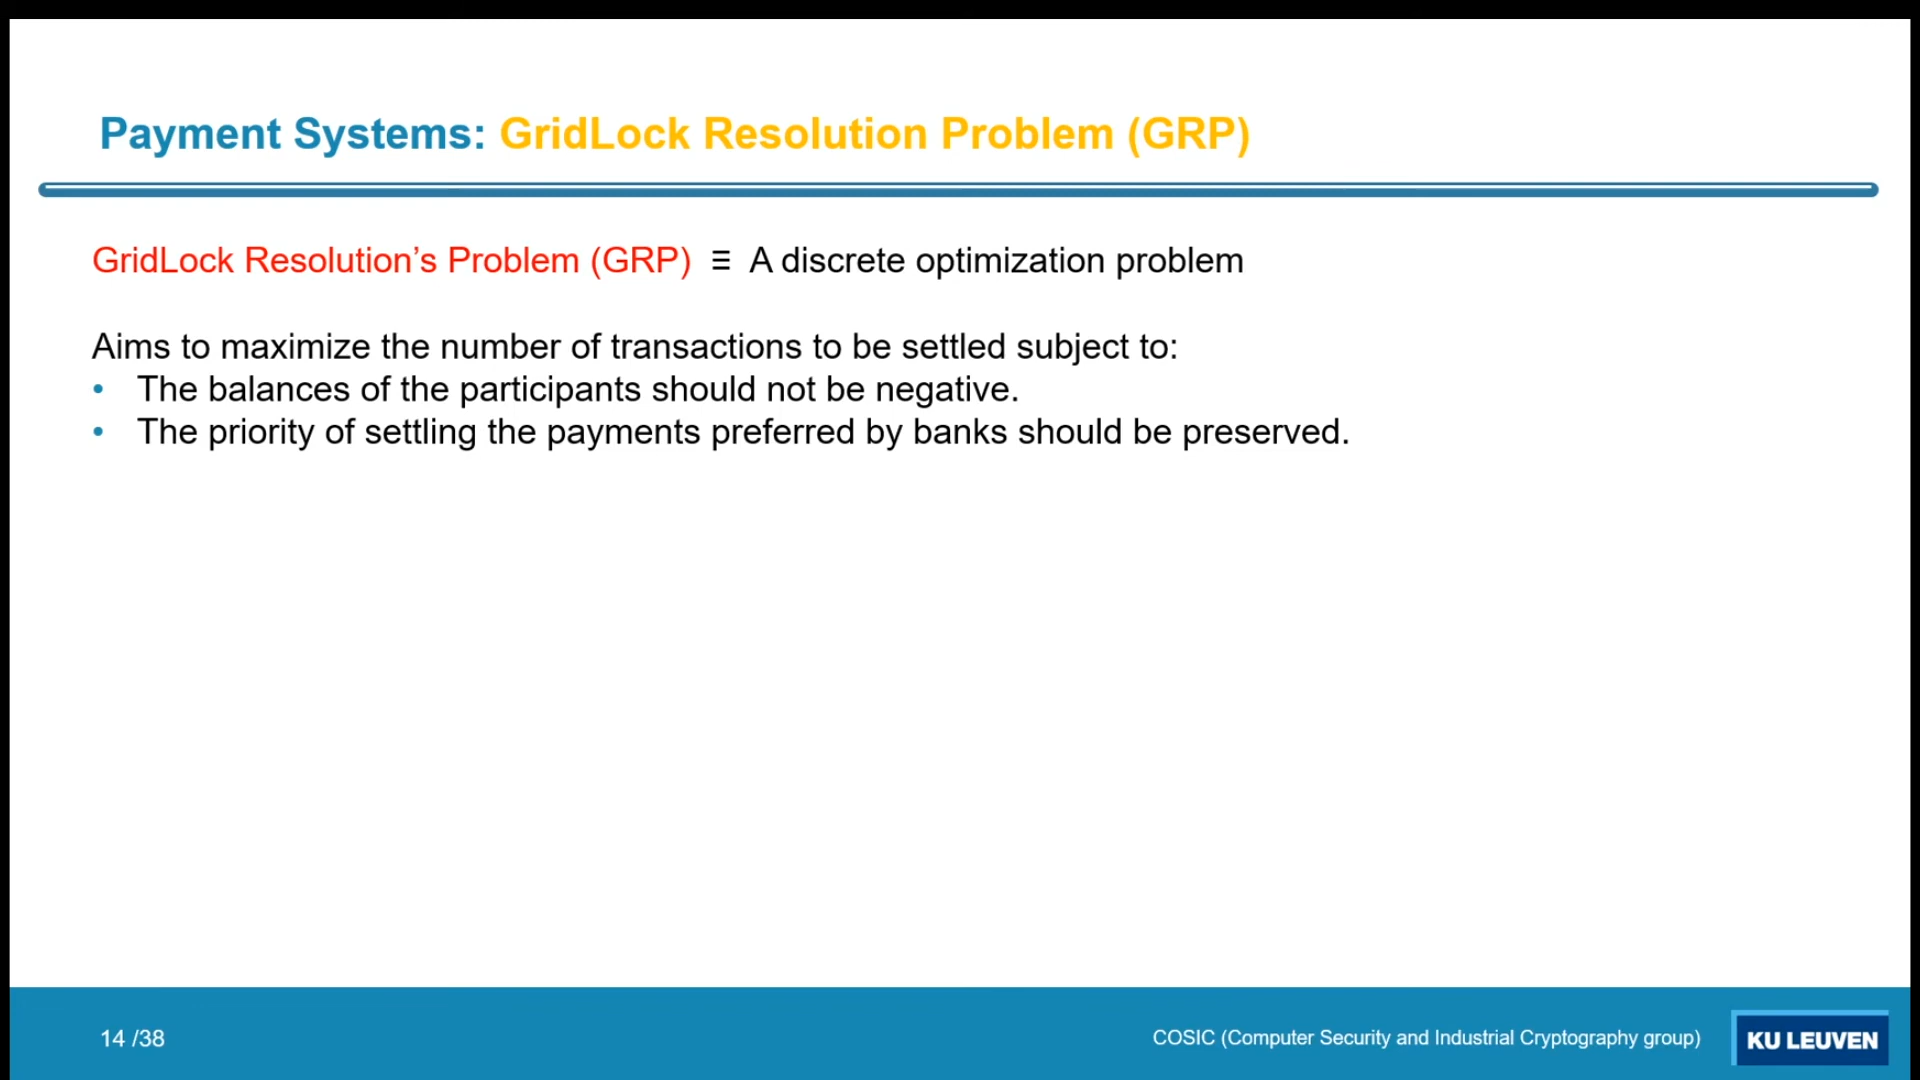 Payment Systems: GridLock Resolution Problem (GRP)
GridLock Resolution’s Problem (GRP) ≡ A discrete optimization problem
Aims to maximize the number of transactions to be settled subject to:
• The balances of the participants should not be negative.
• The priority of settling the payments preferred by banks should be preserved.
14 /38
COSIC (Computer Security and Industrial Cryptography group)
KU LEUVEN